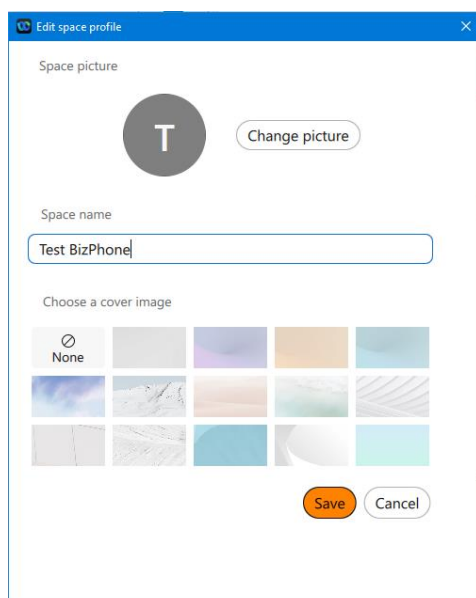 Edit space profile
Space picture
T
Change picture
Space name
Test BizPhone
Choose a cover image
None
Save
Cancel